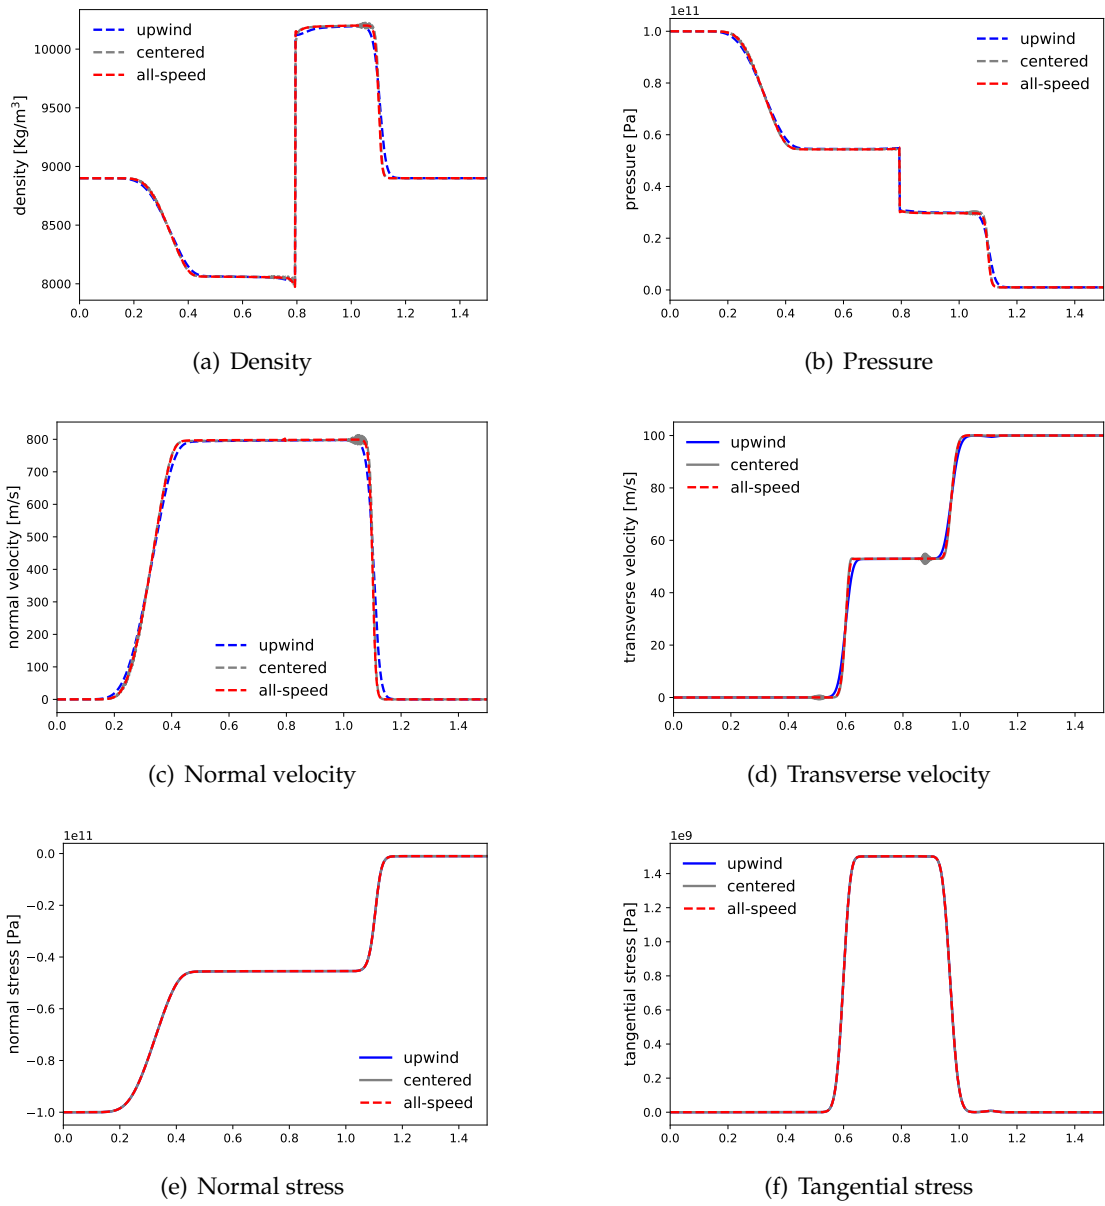 10000
9500
9000
8500
8000
density [Kg/m³]
upwind
centered
all-speed
0.0 0.2 0.4 0.6 0.8 1.0 1.2 1.4
(a) Density
1e11
1.0
0.8
0.6
0.4
0.2
0.0
pressure [Pa]
upwind
centered
all-speed
0.0 0.2 0.4 0.6 0.8 1.0 1.2 1.4
(b) Pressure
800
700
600
500
400
300
200
100
0
normal velocity [m/s]
upwind
centered
all-speed
0.0 0.2 0.4 0.6 0.8 1.0 1.2 1.4
(c) Normal velocity
100
80
60
40
20
0
transverse velocity [m/s]
upwind
centered
all-speed
0.0 0.2 0.4 0.6 0.8 1.0 1.2 1.4
(d) Transverse velocity
1e11
0.0
−0.2
−0.4
−0.6
−0.8
−1.0
normal stress [Pa]
upwind
centered
all-speed
0.0 0.2 0.4 0.6 0.8 1.0 1.2 1.4
(e) Normal stress
1e9
1.4
1.2
1.0
0.8
0.6
0.4
0.2
0.0
tangential stress [Pa]
upwind
centered
all-speed
0.0 0.2 0.4 0.6 0.8 1.0 1.2 1.4
(f) Tangential stress